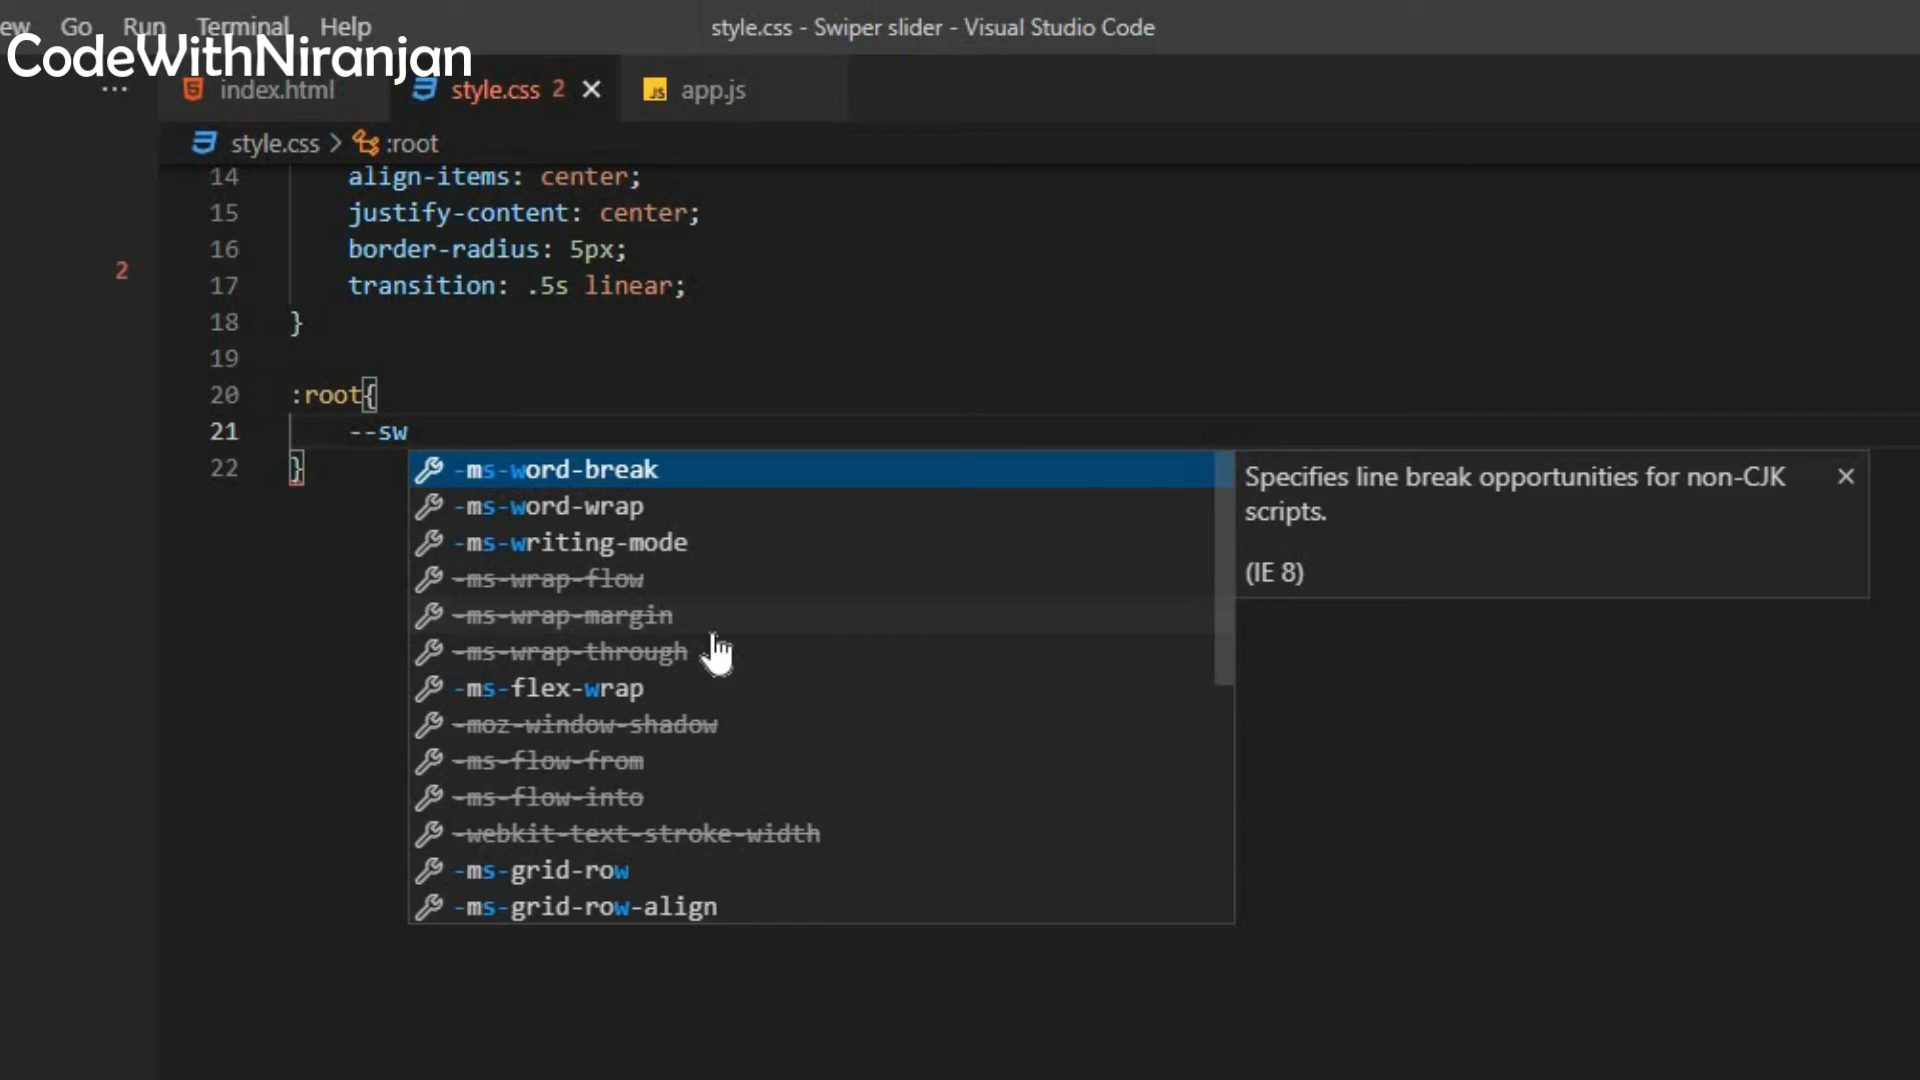 ew Go Run Terminal Help
style.css - Swiper slider - Visual Studio Code
CodeWithNiranjan
... index.html
style.css 2 ×
JS app.js
style.css > :root
14 align-items: center;
15 justify-content: center;
16 border-radius: 5px;
2
17 transition: .5s linear;
18 }
19
20 :root{
21 --sw
22 }
-ms-word-break
-ms-word-wrap
-ms-writing-mode
-ms-wrap-flow
-ms-wrap-margin
-ms-wrap-through
-ms-flex-wrap
-moz-window-shadow
-ms-flow-from
-ms-flow-into
-webkit-text-stroke-width
-ms-grid-row
-ms-grid-row-align
Specifies line break opportunities for non-CJK ×
scripts.
(IE 8)